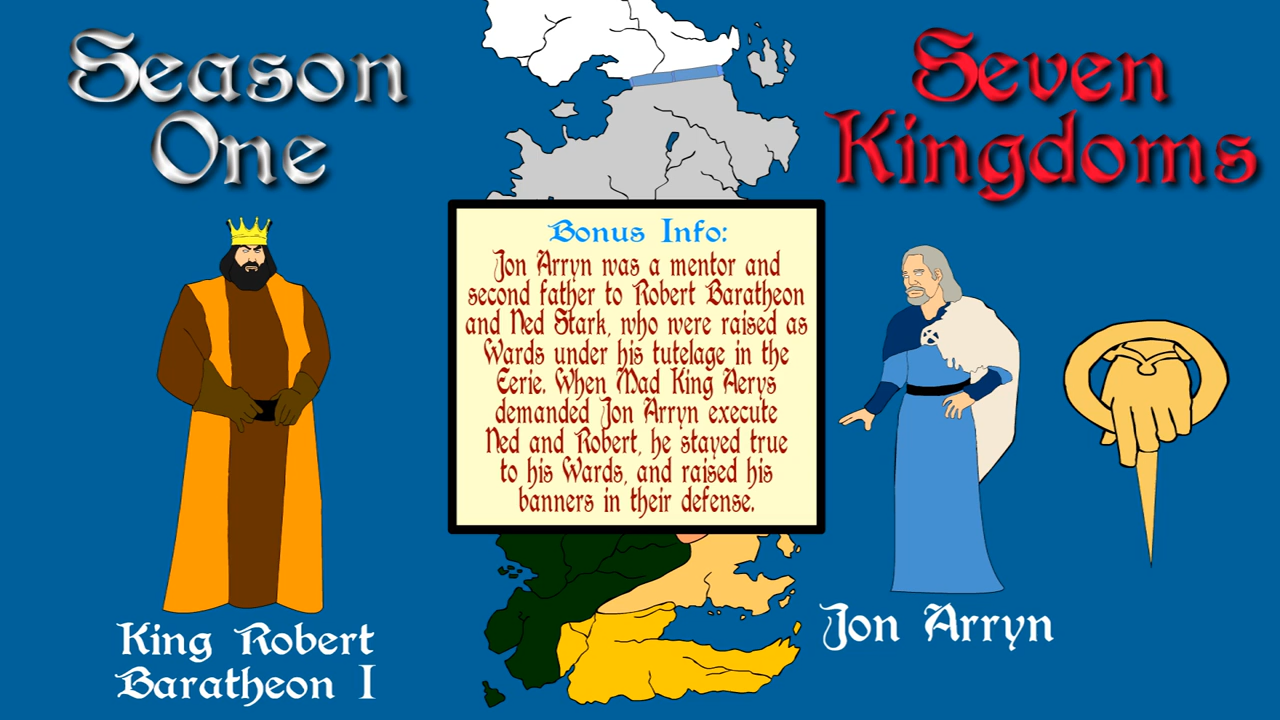 Season
One
Seven
Kingdoms
Bonus Info:
Jon Arryn was a mentor and
second father to Robert Baratheon
and Ned Stark, who were raised as
Wards under his tutelage in the
Eerie. When Mad King Aerys
demanded Jon Arryn execute
Ned and Robert, he stayed true
to his Wards, and raised his
banners in their defense.
King Robert
Baratheon I
Jon Arryn